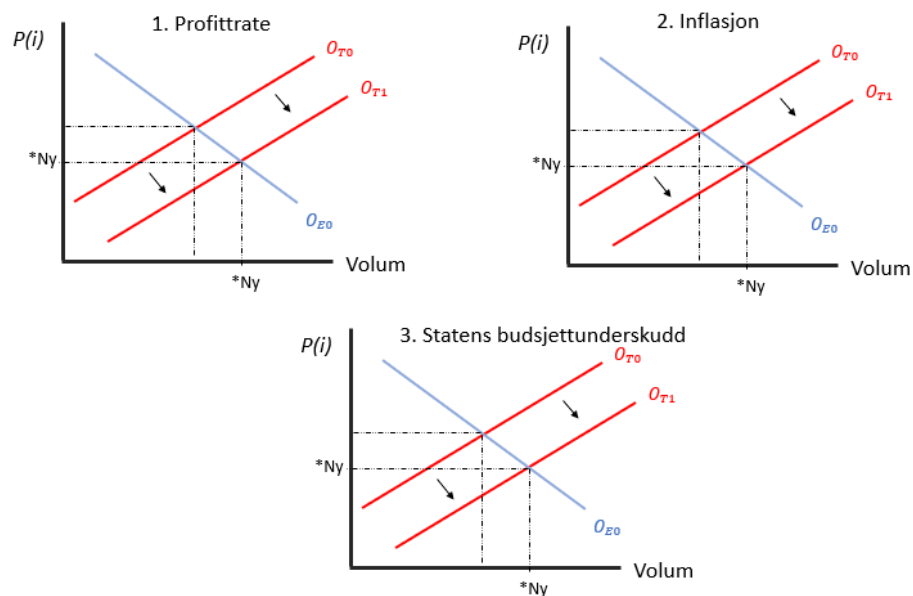 1. Profittrate
P(i)
O_T0
O_T1
*Ny
O_E0
Volum
*Ny
2. Inflasjon
P(i)
O_T0
O_T1
*Ny
O_E0
Volum
*Ny
3. Statens budsjettunderskudd
P(i)
O_T0
O_T1
*Ny
O_E0
Volum
*Ny